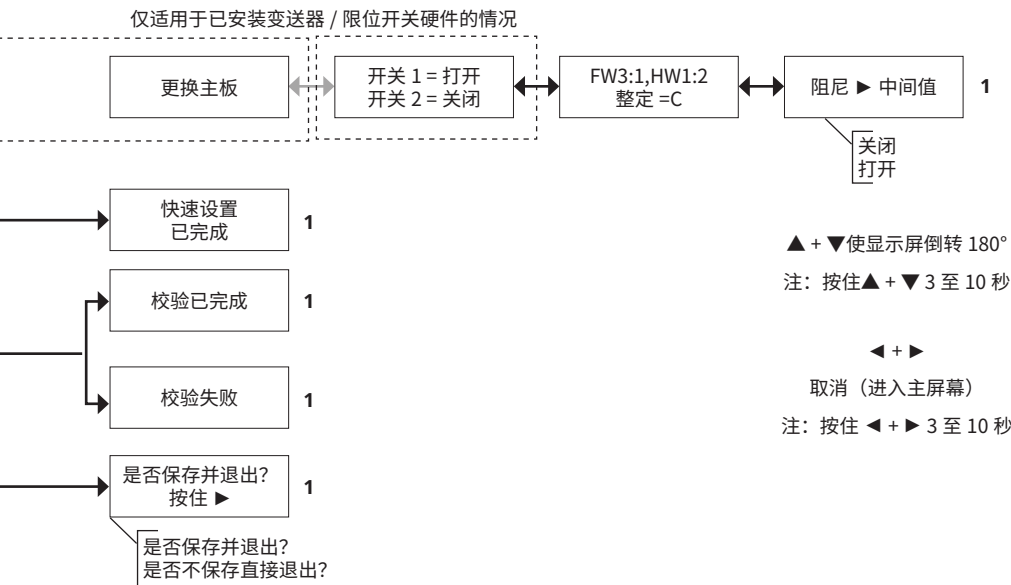 仅适用于已安装变送器 / 限位开关硬件的情况
更换主板
开关 1 = 打开
开关 2 = 关闭
FW3:1,HW1:2
整定 =C
阻尼 ▶ 中间值
1
关闭
打开
快速设置
已完成
1
▲ + ▼使显示屏倒转 180°
注：按住▲ + ▼ 3 至 10 秒
校验已完成
1
◀ + ▶
取消（进入主屏幕）
注：按住 ◀ + ▶ 3 至 10 秒
校验失败
1
是否保存并退出？
按住 ▶
1
是否保存并退出？
是否不保存直接退出？